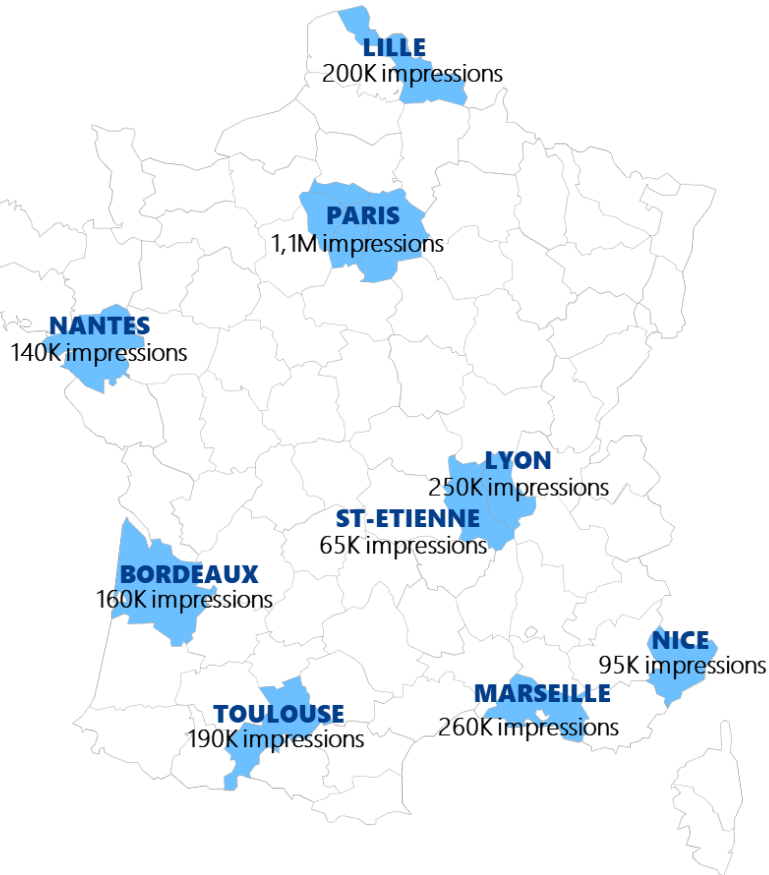 LILLE
200K impressions
PARIS
1,1M impressions
NANTES
140K impressions
LYON
250K impressions
ST-ETIENNE
65K impressions
BORDEAUX
160K impressions
NICE
95K impressions
MARSEILLE
260K impressions
TOULOUSE
190K impressions